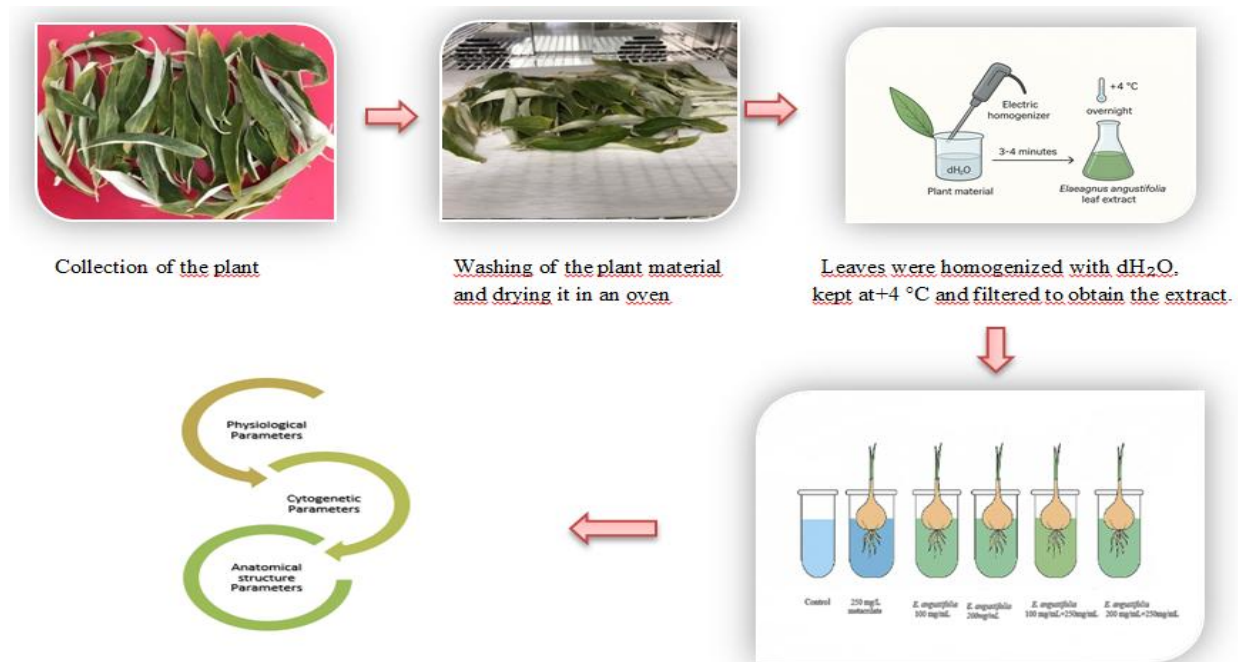 +4 °C
overnight
Electric
homogenizer
3-4 minutes
dH₂O
Plant material
Elaeagnus angustifolia
leaf extract
Collection of the plant
Washing of the plant material
and drying it in an oven
Leaves were homogenized with dH₂O,
kept at+4 °C and filtered to obtain the extract.
Physiological
Parameters
Cytogenetic
Parameters
Anatomical
structure
Parameters
Control
250 mg/L
E. angustifolia
100 mg/mL
E. angustifolia
200mg/mL
E. angustifolia
100 mg/mL+250mg/mL
E. angustifolia
200 mg/mL+250mg/mL